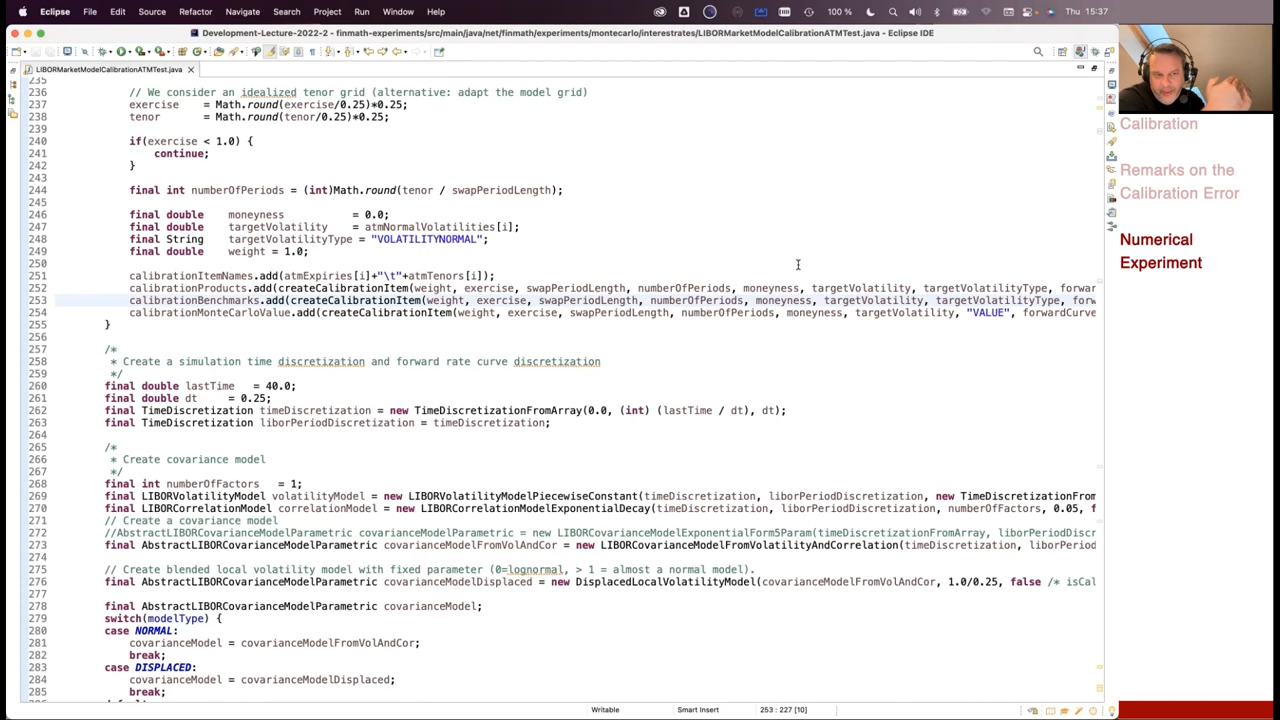 Eclipse File Edit Source Refactor Navigate Search Project Run Window Help 100 % Thu 15:37
Development-Lecture-2022-2 - finmath-experiments/src/main/java/net/finmath/experiments/montecarlo/interestrates/LIBORMarketModelCalibrationATMTest.java - Eclipse IDE
LIBORMarketModelCalibrationATMTest.java
235
236 // We consider an idealized tenor grid (alternative: adapt the model grid)
237 exercise = Math.round(exercise/0.25)*0.25;
238 tenor = Math.round(tenor/0.25)*0.25;
239
240 if(exercise < 1.0) {
241 continue;
242 }
243
244 final int numberOfPeriods = (int)Math.round(tenor / swapPeriodLength);
245
246 final double moneyness = 0.0;
247 final double targetVolatility = atmNormalVolatilities[i];
248 final String targetVolatilityType = "VOLATILITYNORMAL";
249 final double weight = 1.0;
250
251 calibrationItemNames.add(atmExpiries[i]+"\t"+atmTenors[i]);
252 calibrationProducts.add(createCalibrationItem(weight, exercise, swapPeriodLength, numberOfPeriods, moneyness, targetVolatility, targetVolatilityType, forwar
253 calibrationBenchmarks.add(createCalibrationItem(weight, exercise, swapPeriodLength, numberOfPeriods, moneyness, targetVolatility, targetVolatilityType, forw
254 calibrationMonteCarloValue.add(createCalibrationItem(weight, exercise, swapPeriodLength, numberOfPeriods, moneyness, targetVolatility, "VALUE", forwardCurve
255 }
256
257 /*
258 * Create a simulation time discretization and forward rate curve discretization
259 */
260 final double lastTime = 40.0;
261 final double dt = 0.25;
262 final TimeDiscretization timeDiscretization = new TimeDiscretizationFromArray(0.0, (int) (lastTime / dt), dt);
263 final TimeDiscretization liborPeriodDiscretization = timeDiscretization;
264
265 /*
266 * Create covariance model
267 */
268 final int numberOfFactors = 1;
269 final LIBORVolatilityModel volatilityModel = new LIBORVolatilityModelPiecewiseConstant(timeDiscretization, liborPeriodDiscretization, new TimeDiscretizationFrom
270 final LIBORCorrelationModel correlationModel = new LIBORCorrelationModelExponentialDecay(timeDiscretization, liborPeriodDiscretization, numberOfFactors, 0.05, f
271 // Create a covariance model
272 //AbstractLIBORCovarianceModelParametric covarianceModelParametric = new LIBORCovarianceModelExponentialForm5Param(timeDiscretizationFromArray, liborPeriodDiscr
273 final AbstractLIBORCovarianceModelParametric covarianceModelFromVolAndCor = new LIBORCovarianceModelFromVolatilityAndCorrelation(timeDiscretization, liborPeriod
274
275 // Create blended local volatility model with fixed parameter (0=lognormal, > 1 = almost a normal model).
276 final AbstractLIBORCovarianceModelParametric covarianceModelDisplaced = new DisplacedLocalVolatilityModel(covarianceModelFromVolAndCor, 1.0/0.25, false /* isCal
277
278 final AbstractLIBORCovarianceModelParametric covarianceModel;
279 switch(modelType) {
280 case NORMAL:
281 covarianceModel = covarianceModelFromVolAndCor;
282 break;
283 case DISPLACED:
284 covarianceModel = covarianceModelDisplaced;
285 break;
Writable Smart Insert 253 : 227 [10]
Calibration
Remarks on the
Calibration Error
Numerical
Experiment